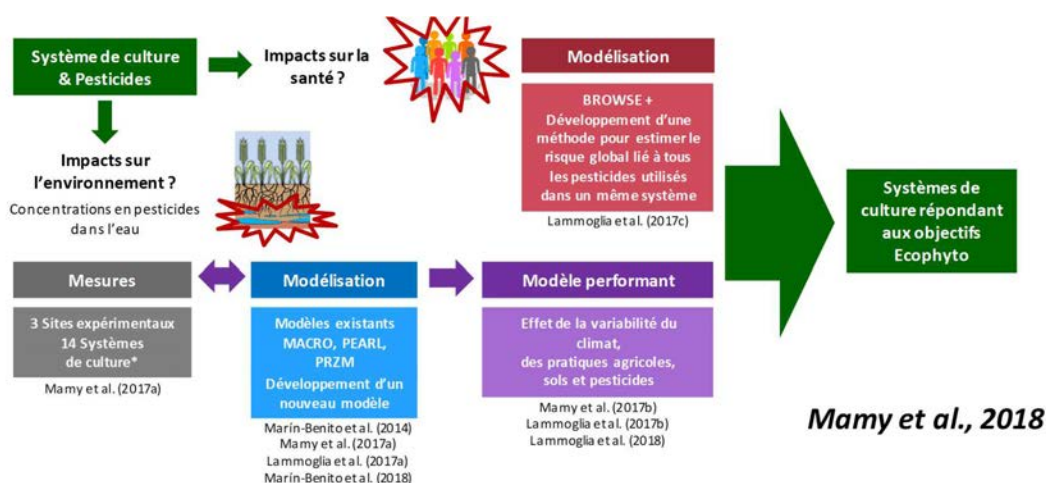 Système de culture
& Pesticides
Impacts sur la
santé ?
Impacts sur
l'environnement ?
Concentrations en pesticides
dans l'eau
Modélisation
BROWSE +
Développement d'une
méthode pour estimer le
risque global lié à tous
les pesticides utilisés
dans un même système
Lammoglia et al. (2017c)
Mesures
3 Sites expérimentaux
14 Systèmes
de culture*
Mamy et al. (2017a)
Modélisation
Modèles existants
MACRO, PEARL,
PRZM
Développement d'un
nouveau modèle
Marín-Benito et al. (2014)
Mamy et al. (2017a)
Lammoglia et al. (2017a)
Marín-Benito et al. (2018)
Modèle performant
Effet de la variabilité du
climat,
des pratiques agricoles,
sols et pesticides
Mamy et al. (2017b)
Lammoglia et al. (2017b)
Lammoglia et al. (2018)
Systèmes de
culture répondant
aux objectifs
Ecophyto
Mamy et al., 2018